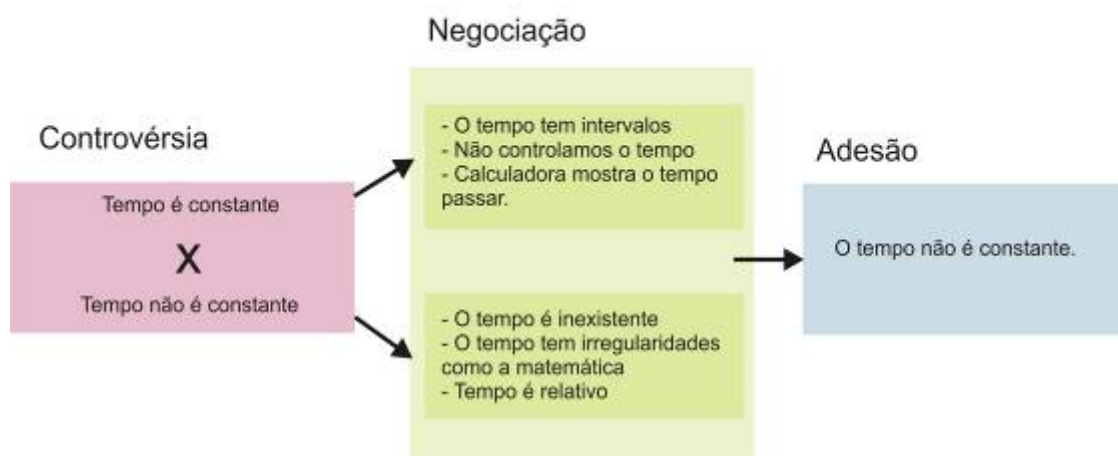 Negociação
Controvérsia
Tempo é constante
X
Tempo não é constante
- O tempo tem intervalos
- Não controlamos o tempo
- Calculadora mostra o tempo
passar.
- O tempo é inexistente
- O tempo tem irregularidades
como a matemática
- Tempo é relativo
Adesão
O tempo não é constante.